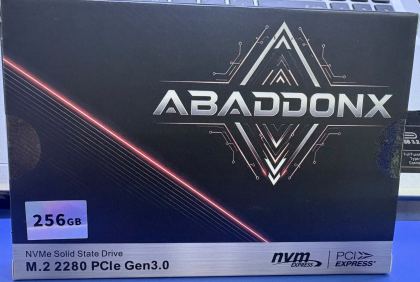 ABADDONX
256GB
NVMe Solid State Drive
M.2 2280 PCIe Gen3.0
nvm EXPRESS
PCI EXPRESS®